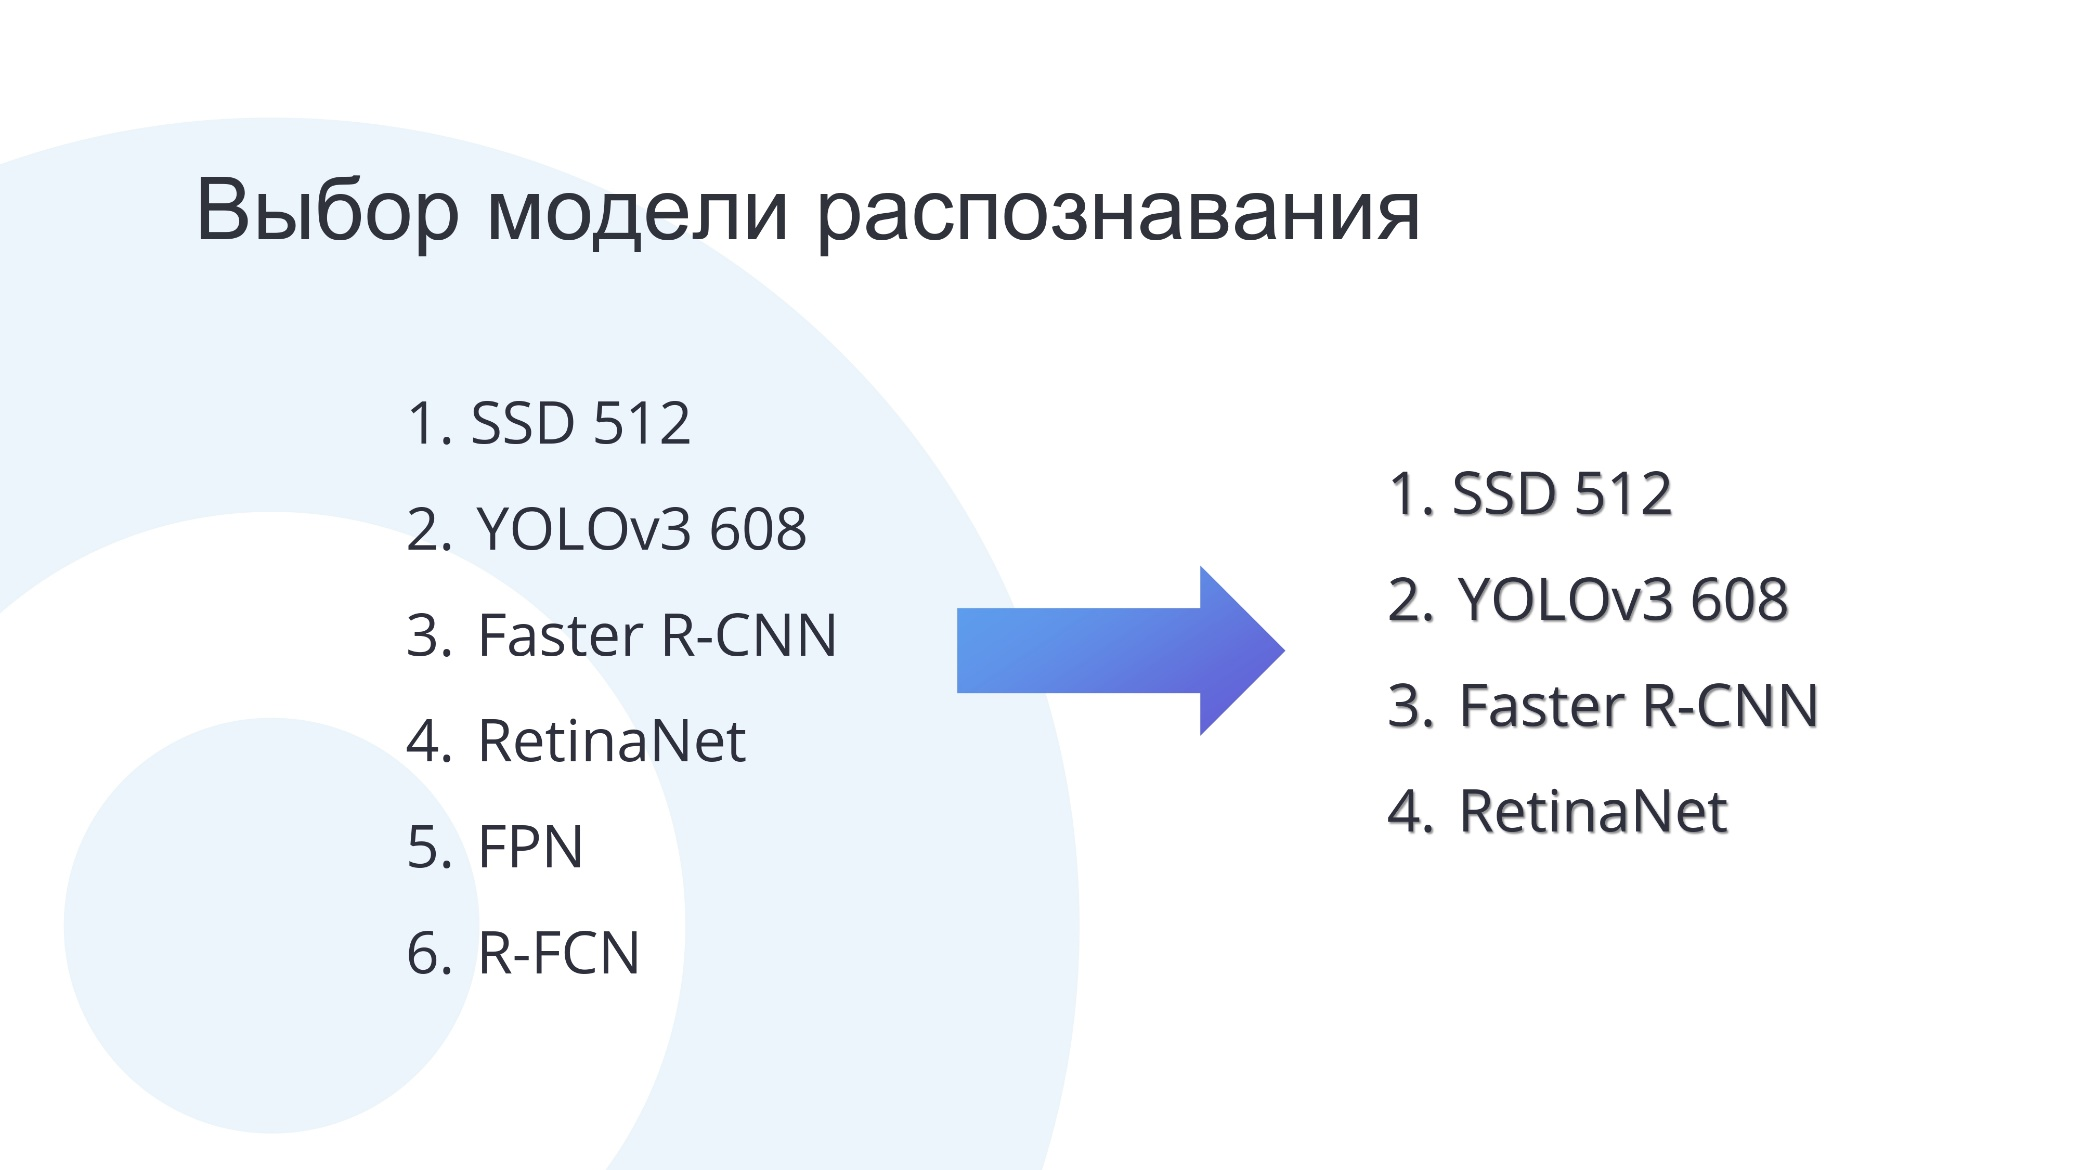 Выбор модели распознавания
1. SSD 512
2. YOLOv3 608
3. Faster R-CNN
4. RetinaNet
5. FPN
6. R-FCN
1. SSD 512
2. YOLOv3 608
3. Faster R-CNN
4. RetinaNet